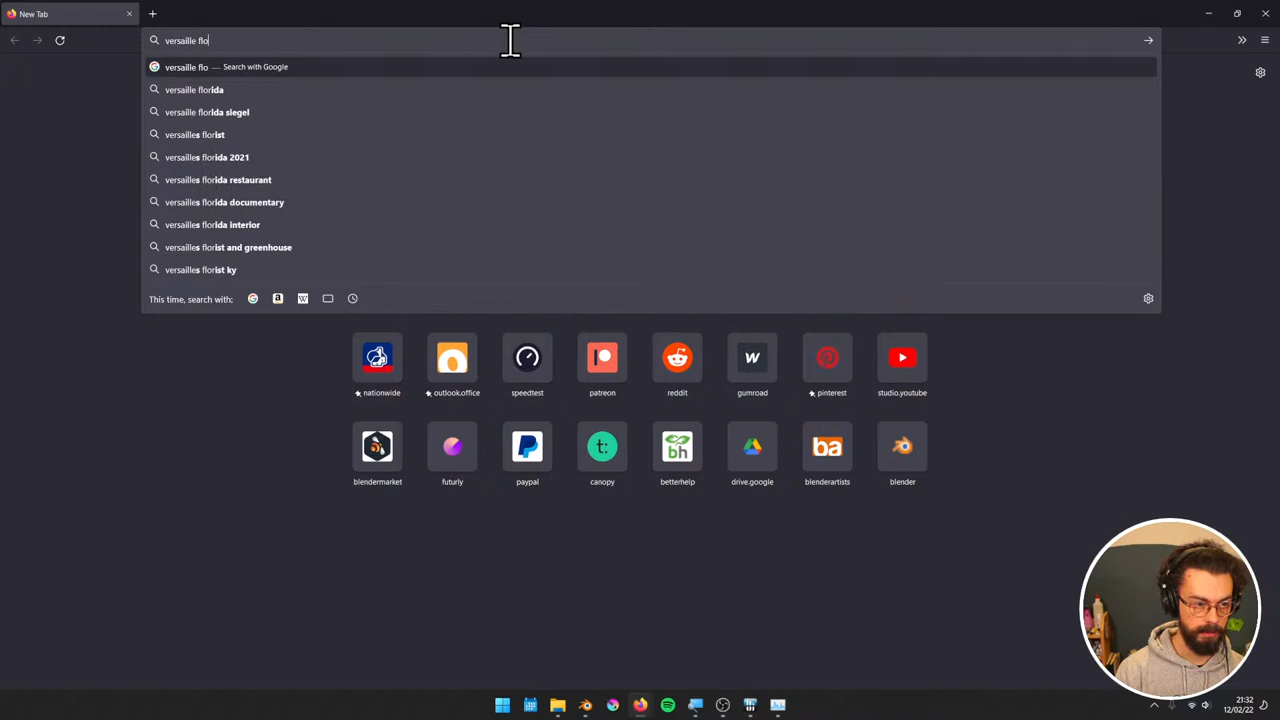 New Tab
versaille flo
versaille flo — Search with Google
versaille florida
versaille florida siegel
versailles florist
versailles florida 2021
versailles florida restaurant
versailles florida documentary
versailles florida interior
versailles florist and greenhouse
versailles florist ky
This time, search with:
nationwide
outlook.office
speedtest
patreon
reddit
gumroad
pinterest
studio.youtube
blendermarket
futurly
paypal
canopy
betterhelp
drive.google
blenderartists
blender
21:32
12/02/22